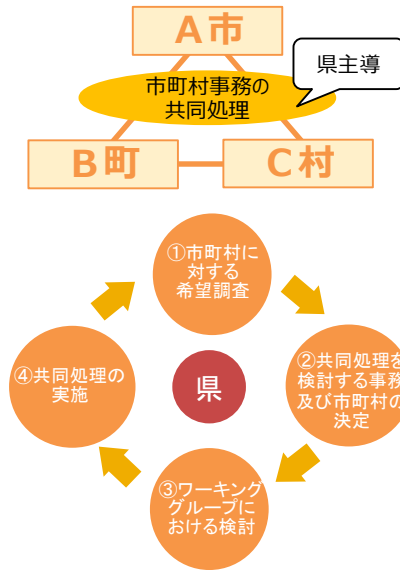 A市
県主導
市町村事務の
共同処理
B町
C村
①市町村に
対する
希望調査
②共同処理を
検討する事務
及び市町村の
決定
③ワーキング
グループに
おける検討
④共同処理の
実施
県